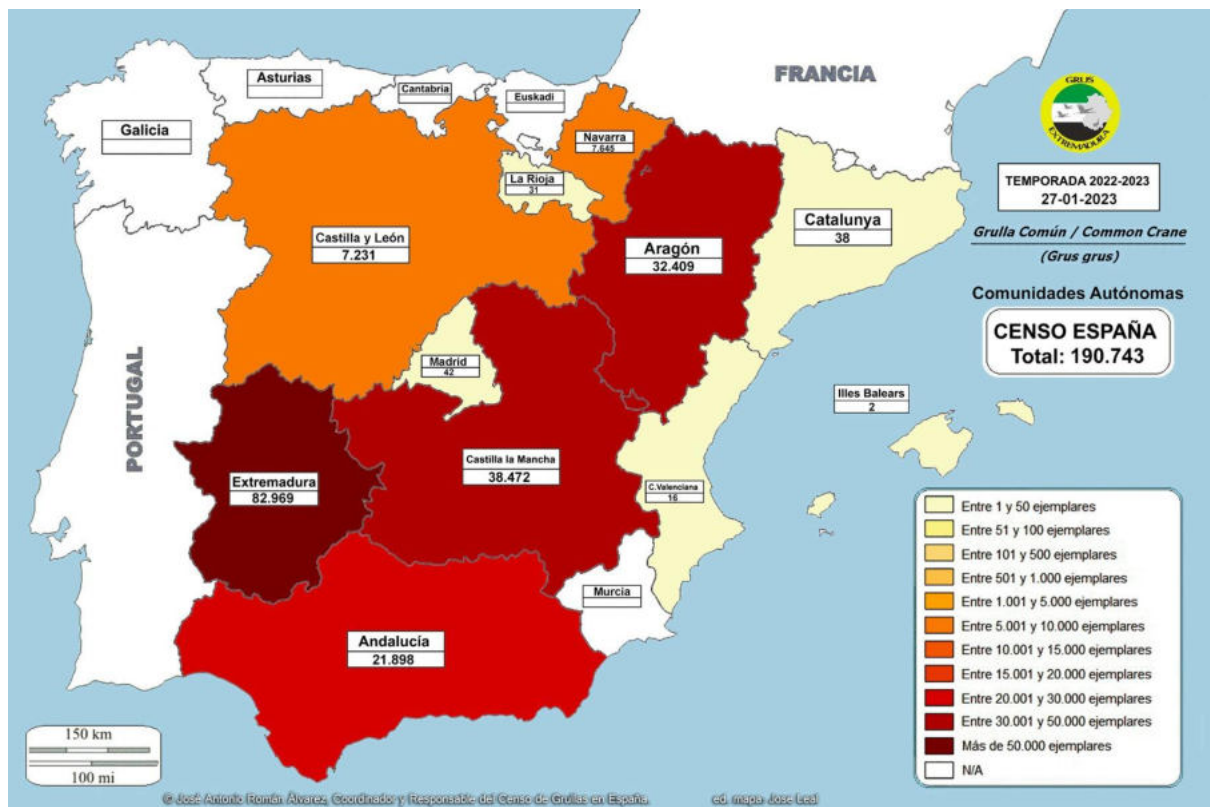 Asturias
Cantabria
Euskadi
FRANCIA
Galicia
Navarra
7.645
La Rioja
31
Castilla y León
7.231
Aragón
32.409
Catalunya
38
Madrid
42
PORTUGAL
Extremadura
82.969
Castilla la Mancha
38.472
C.Valenciana
16
Illes Balears
2
Murcia
Andalucía
21.898
GRUS
EXTREMADURA
TEMPORADA 2022-2023
27-01-2023
Grulla Común / Common Crane
(Grus grus)
Comunidades Autónomas
CENSO ESPAÑA
Total: 190.743
Entre 1 y 50 ejemplares
Entre 51 y 100 ejemplares
Entre 101 y 500 ejemplares
Entre 501 y 1.000 ejemplares
Entre 1.001 y 5.000 ejemplares
Entre 5.001 y 10.000 ejemplares
Entre 10.001 y 15.000 ejemplares
Entre 15.001 y 20.000 ejemplares
Entre 20.001 y 30.000 ejemplares
Entre 30.001 y 50.000 ejemplares
Más de 50.000 ejemplares
N/A
150 km
100 mi
© José Antonio Román Álvarez, Coordinador y Responsable del Censo de Grullas en España. ed. mapa- Jose Leal